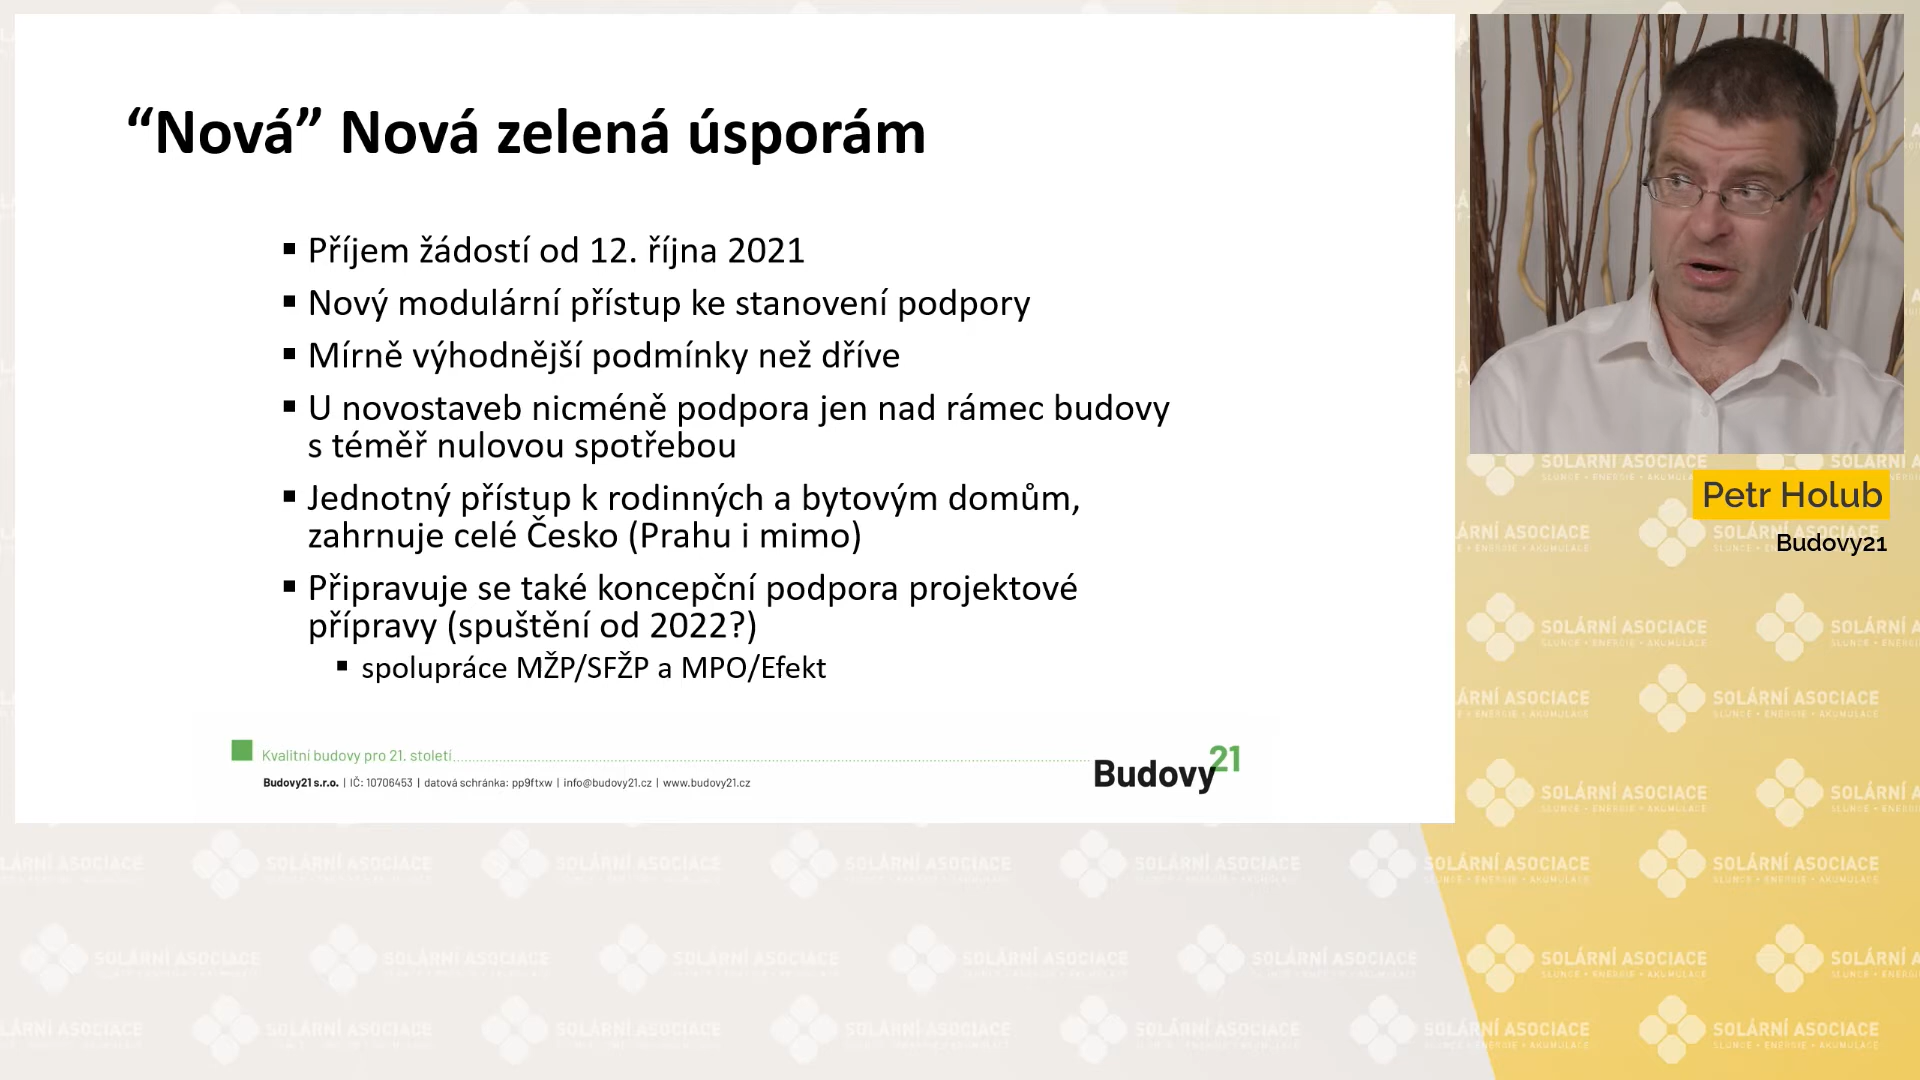 “Nová” Nová zelená úsporám
▪ Příjem žádostí od 12. října 2021
▪ Nový modulární přístup ke stanovení podpory
▪ Mírně výhodnější podmínky než dříve
▪ U novostaveb nicméně podpora jen nad rámec budovy
s téměř nulovou spotřebou
▪ Jednotný přístup k rodinných a bytovým domům,
zahrnuje celé Česko (Prahu i mimo)
▪ Připravuje se také koncepční podpora projektové
přípravy (spuštění od 2022?)
▪ spolupráce MŽP/SFŽP a MPO/Efekt
Kvalitní budovy pro 21. století
Budovy21 s.r.o. | IČ: 10706453 | datová schránka: pp9ftxw | info@budovy21.cz | www.budovy21.cz
Budovy21
Petr Holub
Budovy21
SOLÁRNÍ ASOCIACE
SLUNCE • ENERGIE • AKUMULACE